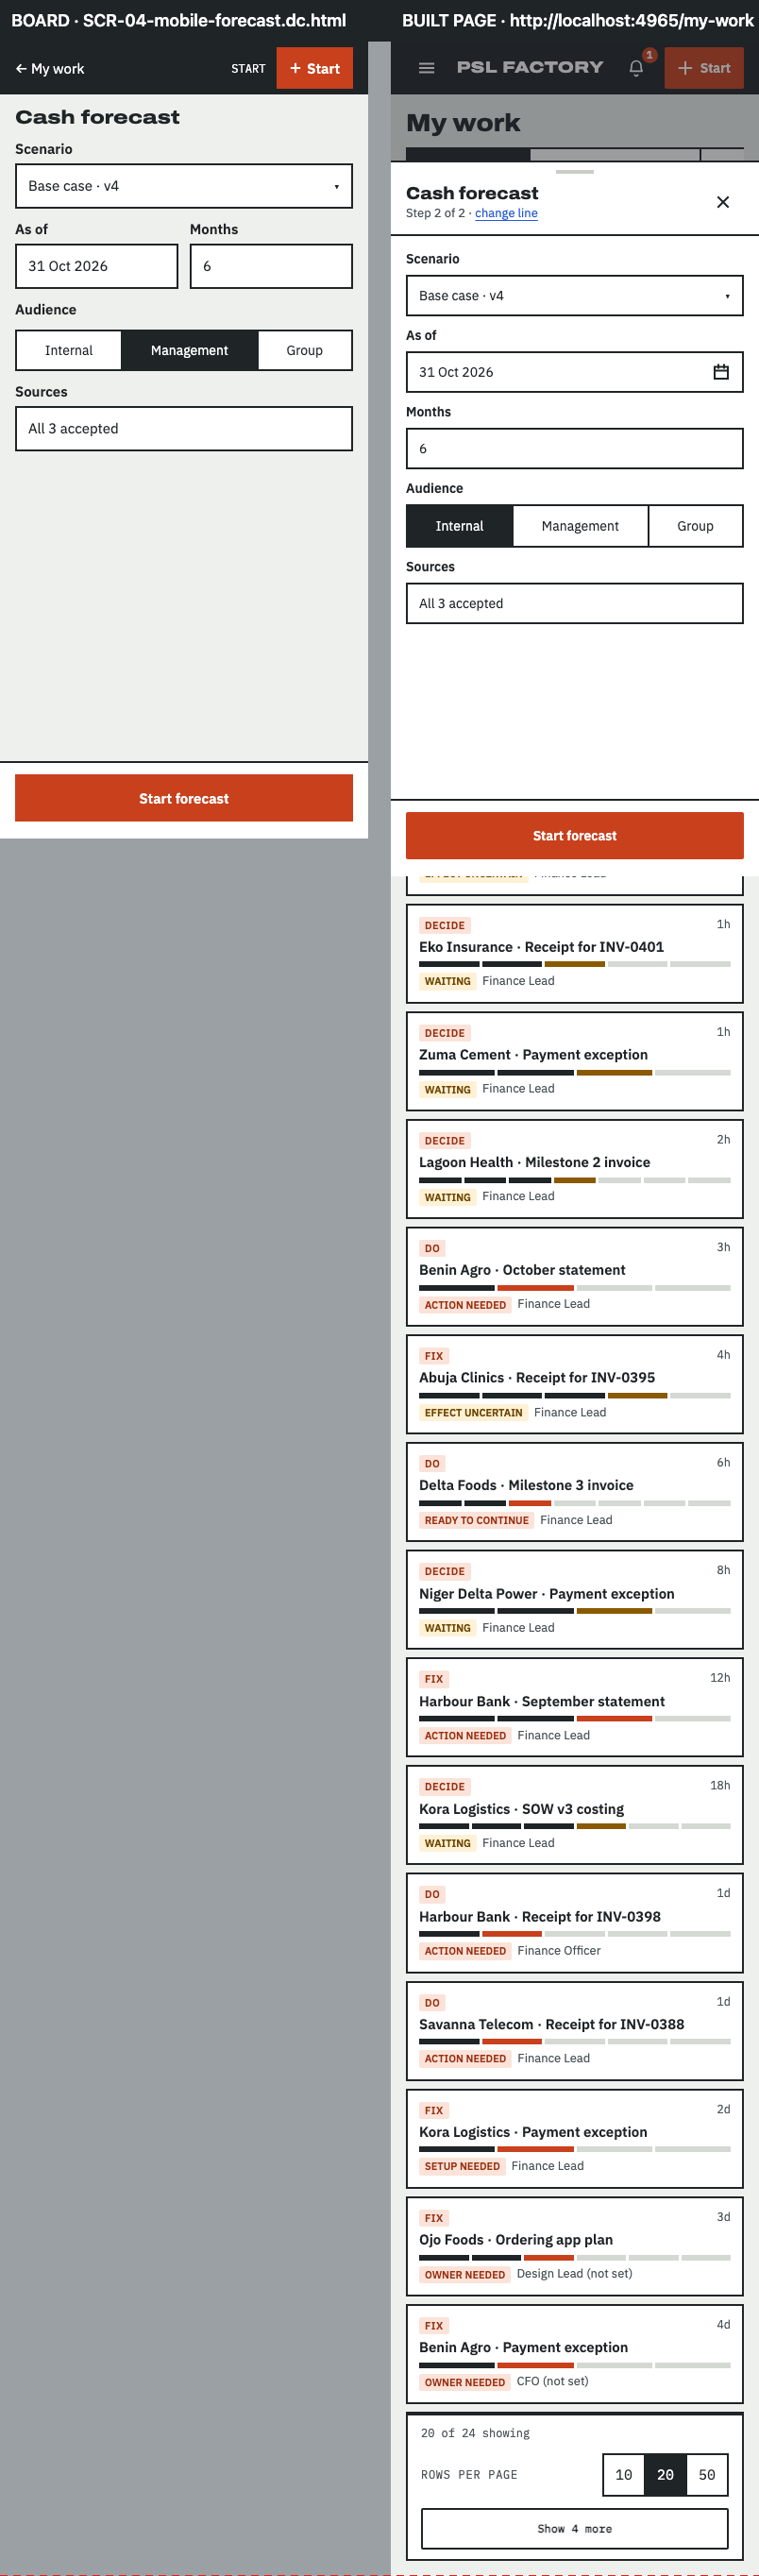 BOARD · SCR-04-mobile-forecast.dc.html
← My work
START
+ Start
Cash forecast
Scenario
Base case · v4
As of
Months
31 Oct 2026
6
Audience
Internal
Management
Group
Sources
All 3 accepted
Start forecast
BUILT PAGE · http://localhost:4965/my-work
PSL FACTORY
1
+ Start
My work
Cash forecast
Step 2 of 2 · change line
Scenario
Base case · v4
As of
31 Oct 2026
Months
6
Audience
Internal
Management
Group
Sources
All 3 accepted
Start forecast
EFFECT UNCERTAIN Finance Lead
DECIDE 1h
Eko Insurance · Receipt for INV-0401
WAITING Finance Lead
DECIDE 1h
Zuma Cement · Payment exception
WAITING Finance Lead
DECIDE 2h
Lagoon Health · Milestone 2 invoice
WAITING Finance Lead
DO 3h
Benin Agro · October statement
ACTION NEEDED Finance Lead
FIX 4h
Abuja Clinics · Receipt for INV-0395
EFFECT UNCERTAIN Finance Lead
DO 6h
Delta Foods · Milestone 3 invoice
READY TO CONTINUE Finance Lead
DECIDE 8h
Niger Delta Power · Payment exception
WAITING Finance Lead
FIX 12h
Harbour Bank · September statement
ACTION NEEDED Finance Lead
DECIDE 18h
Kora Logistics · SOW v3 costing
WAITING Finance Lead
DO 1d
Harbour Bank · Receipt for INV-0398
ACTION NEEDED Finance Officer
DO 1d
Savanna Telecom · Receipt for INV-0388
ACTION NEEDED Finance Lead
FIX 2d
Kora Logistics · Payment exception
SETUP NEEDED Finance Lead
FIX 3d
Ojo Foods · Ordering app plan
OWNER NEEDED Design Lead (not set)
FIX 4d
Benin Agro · Payment exception
OWNER NEEDED CFO (not set)
20 of 24 showing
ROWS PER PAGE 10 20 50
Show 4 more